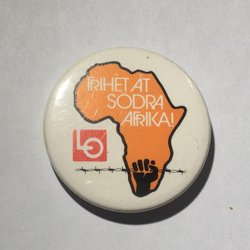 FRIHET ÅT
SÖDRA
AFRIKA!
LO